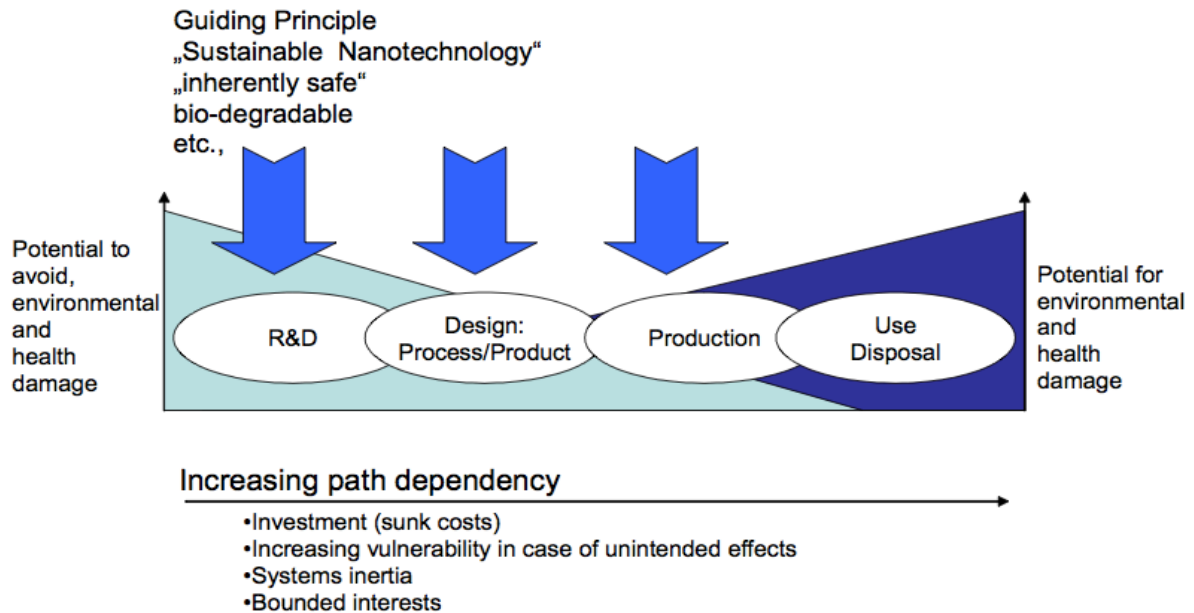 Guiding Principle
„Sustainable  Nanotechnology“
„inherently safe“
bio-degradable
etc.,
Potential to
avoid,
environmental
and
health
damage
R&D
Design:
Process/Product
Production
Use
Disposal
Potential for
environmental
and
health
damage
Increasing path dependency
•Investment (sunk costs)
•Increasing vulnerability in case of unintended effects
•Systems inertia
•Bounded interests